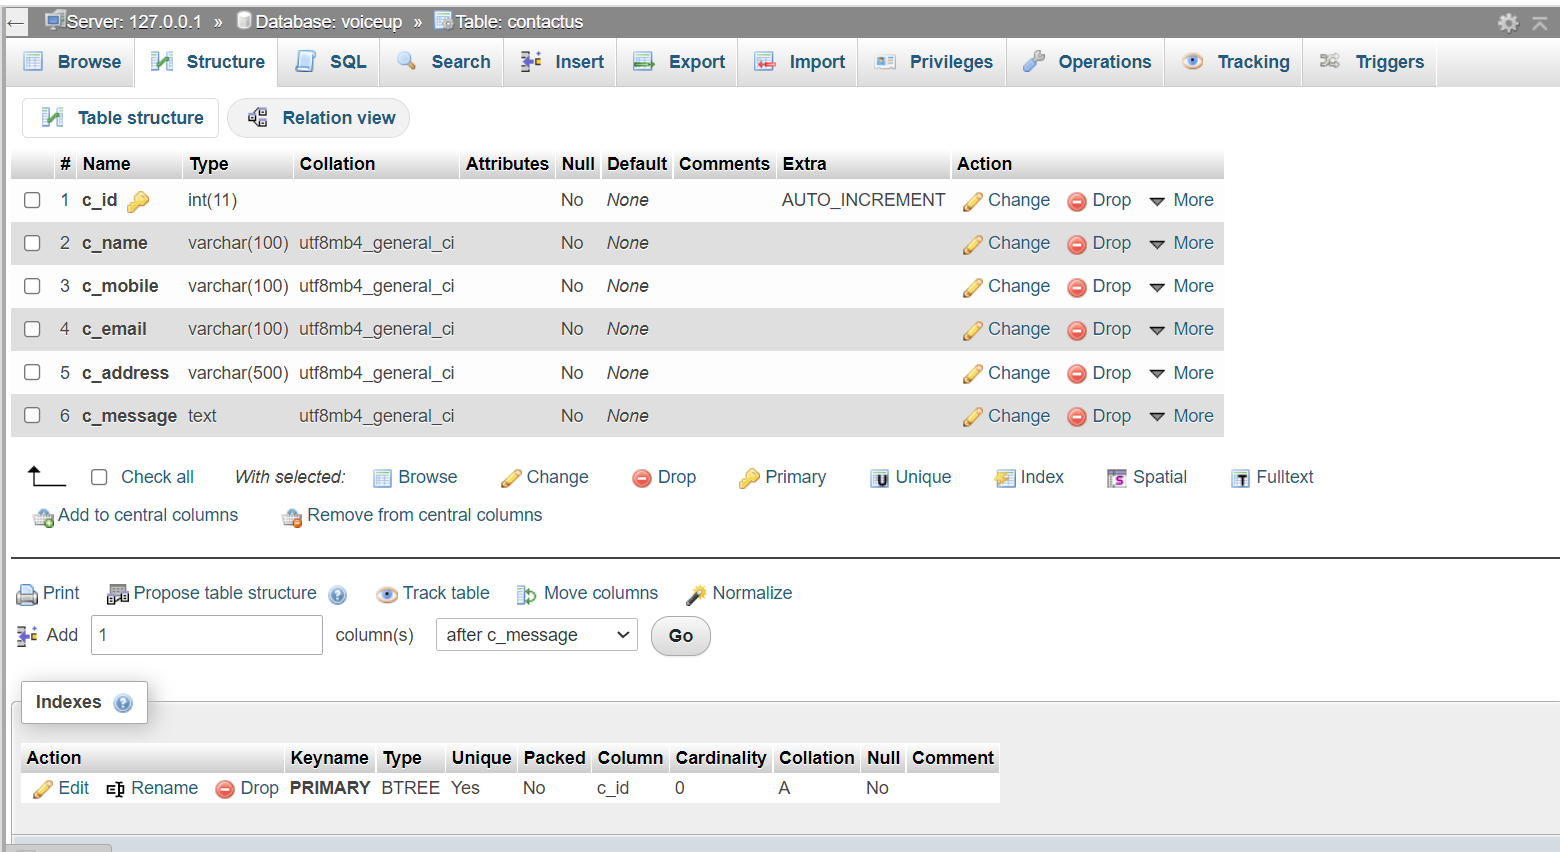 Server: 127.0.0.1 » Database: voiceup » Table: contactus
Browse Structure SQL Search Insert Export Import Privileges Operations Tracking Triggers
Table structure Relation view
# Name Type Collation Attributes Null Default Comments Extra Action
1 c_id int(11) No None AUTO_INCREMENT Change Drop More
2 c_name varchar(100) utf8mb4_general_ci No None Change Drop More
3 c_mobile varchar(100) utf8mb4_general_ci No None Change Drop More
4 c_email varchar(100) utf8mb4_general_ci No None Change Drop More
5 c_address varchar(500) utf8mb4_general_ci No None Change Drop More
6 c_message text utf8mb4_general_ci No None Change Drop More
Check all With selected: Browse Change Drop Primary Unique Index Spatial Fulltext
Add to central columns Remove from central columns
Print Propose table structure Track table Move columns Normalize
Add 1 column(s) after c_message Go
Indexes
Action Keyname Type Unique Packed Column Cardinality Collation Null Comment
Edit Rename Drop PRIMARY BTREE Yes No c_id 0 A No